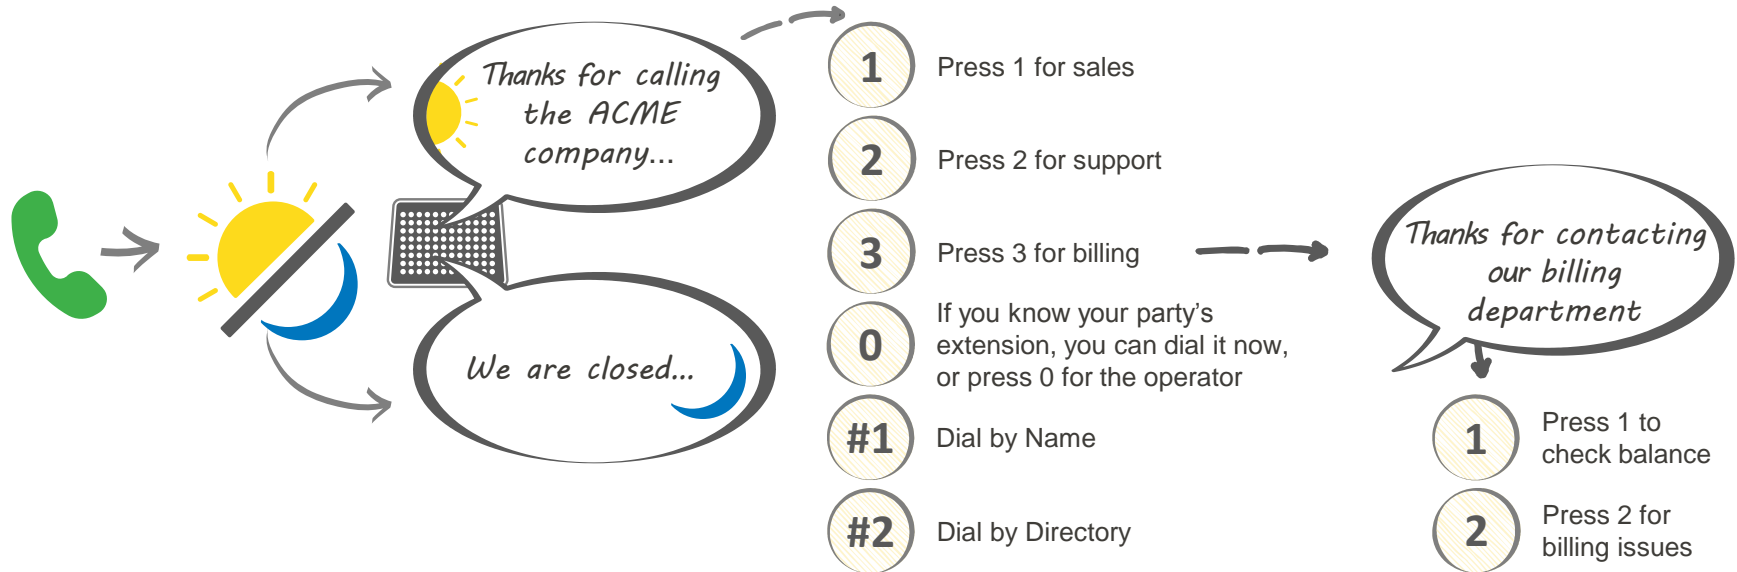 Thanks for calling
the ACME
company...
We are closed...
1
Press 1 for sales
2
Press 2 for support
3
Press 3 for billing
0
If you know your party’s
extension, you can dial it now,
or press 0 for the operator
#1
Dial by Name
#2
Dial by Directory
Thanks for contacting
our billing
department
1
Press 1 to
check balance
2
Press 2 for
billing issues